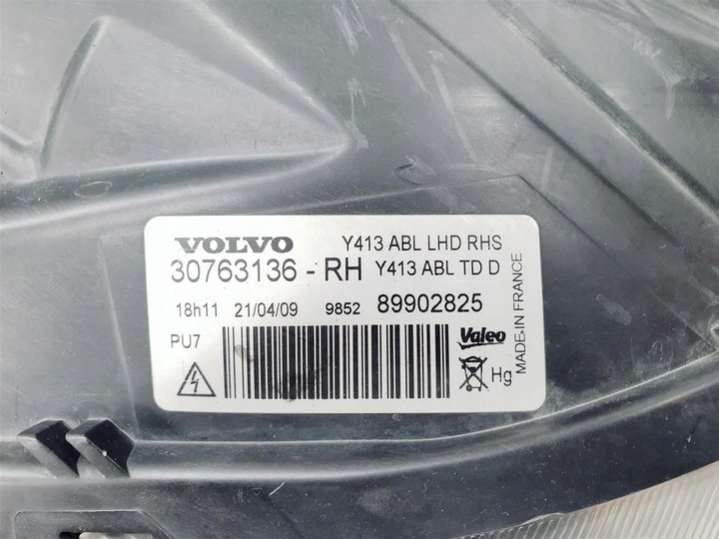 VOLVO Y413 ABL LHD RHS
30763136 - RH Y413 ABL TD D
18h11 21/04/09 9852 89902825
PU7 Valeo
Hg
MADE IN FRANCE